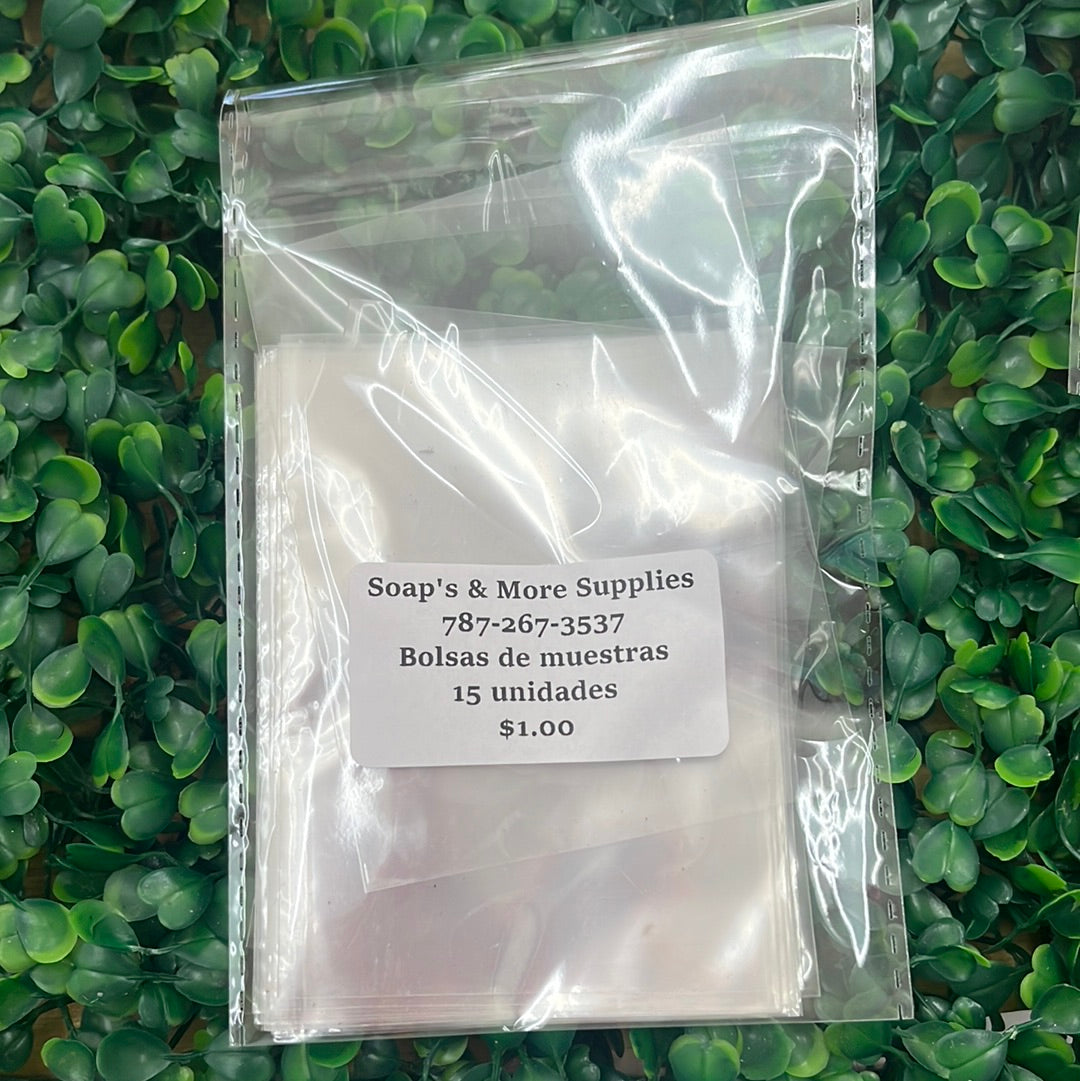 Soap's & More Supplies
787-267-3537
Bolsas de muestras
15 unidades
$1.00